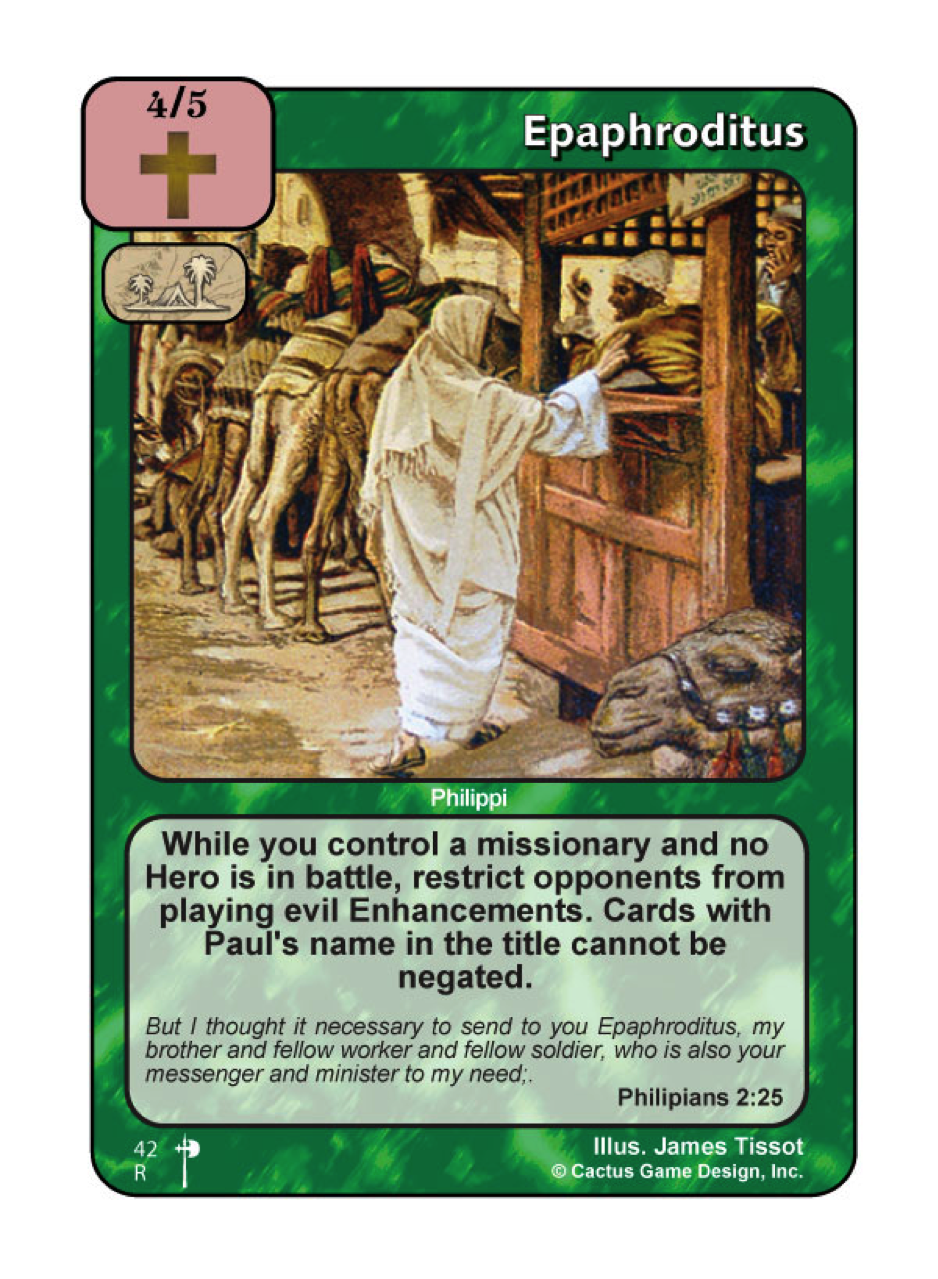 4/5
Epaphroditus
Philippi
While you control a missionary and no
Hero is in battle, restrict opponents from
playing evil Enhancements. Cards with
Paul's name in the title cannot be
negated.
But I thought it necessary to send to you Epaphroditus, my
brother and fellow worker and fellow soldier, who is also your
messenger and minister to my need;.
Philipians 2:25
42
R
Illus. James Tissot
© Cactus Game Design, Inc.